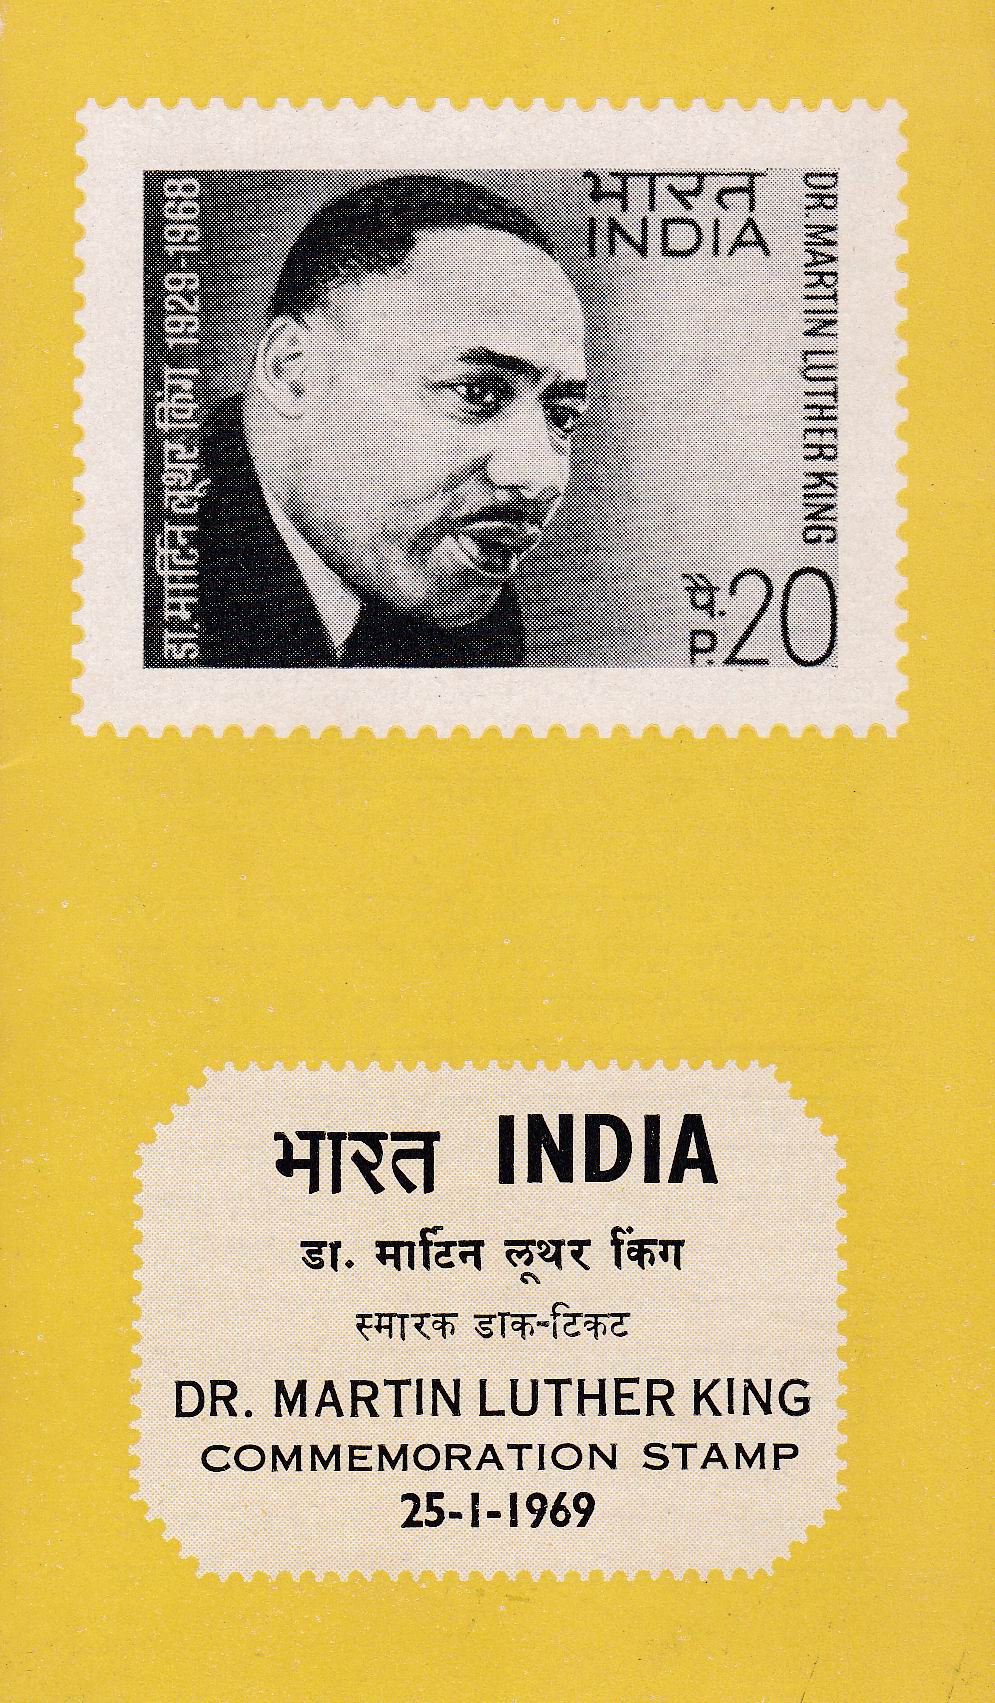 डा. मार्टिन लूथर किंग 1929-1968
भारत
INDIA
DR. MARTIN LUTHER KING
पै.
P. 20
भारत INDIA
डा. मार्टिन लूथर किंग
स्मारक डाक-टिकट
DR. MARTIN LUTHER KING
COMMEMORATION STAMP
25-1-1969